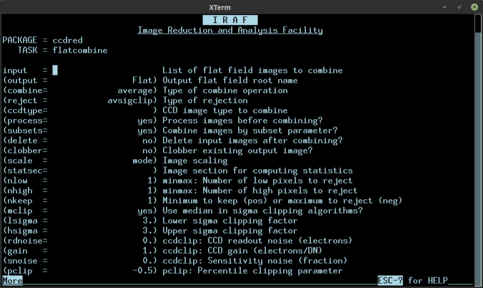 XTerm
I R A F
Image Reduction and Analysis Facility
PACKAGE = ccdred
TASK = flatcombine
input = List of flat field images to combine
(output = Flat) Output flat field root name
(combine= average) Type of combine operation
(reject = avsigclip) Type of rejection
(ccdtype= ) CCD image type to combine
(process= yes) Process images before combining?
(subsets= yes) Combine images by subset parameter?
(delete = no) Delete input images after combining?
(clobber= no) Clobber existing output image?
(scale = mode) Image scaling
(statsec= ) Image section for computing statistics
(nlow = 1) minmax: Number of low pixels to reject
(nhigh = 1) minmax: Number of high pixels to reject
(nkeep = 1) Minimum to keep (pos) or maximum to reject (neg)
(mclip = yes) Use median in sigma clipping algorithms?
(lsigma = 3.) Lower sigma clipping factor
(hsigma = 3.) Upper sigma clipping factor
(rdnoise= 0.) ccdclip: CCD readout noise (electrons)
(gain = 1.) ccdclip: CCD gain (electrons/DN)
(snoise = 0.) ccdclip: Sensitivity noise (fraction)
(pclip = -0.5) pclip: Percentile clipping parameter
More ESC-? for HELP